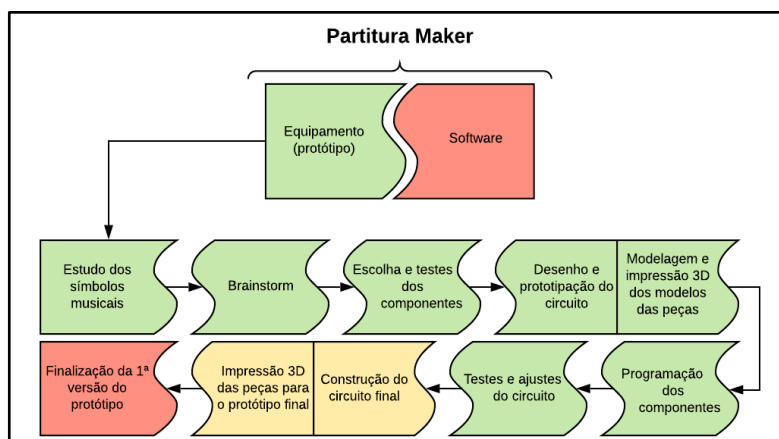 Partitura Maker
Equipamento
(protótipo)
Software
Estudo dos
símbolos
musicais
Brainstorm
Escolha e testes
dos
componentes
Desenho e
prototipação do
circuito
Modelagem e
impressão 3D
dos modelos
das peças
Finalização da 1ª
versão do
protótipo
Impressão 3D
das peças para
o protótipo final
Construção do
circuito final
Testes e ajustes
do circuito
Programação
dos
componentes